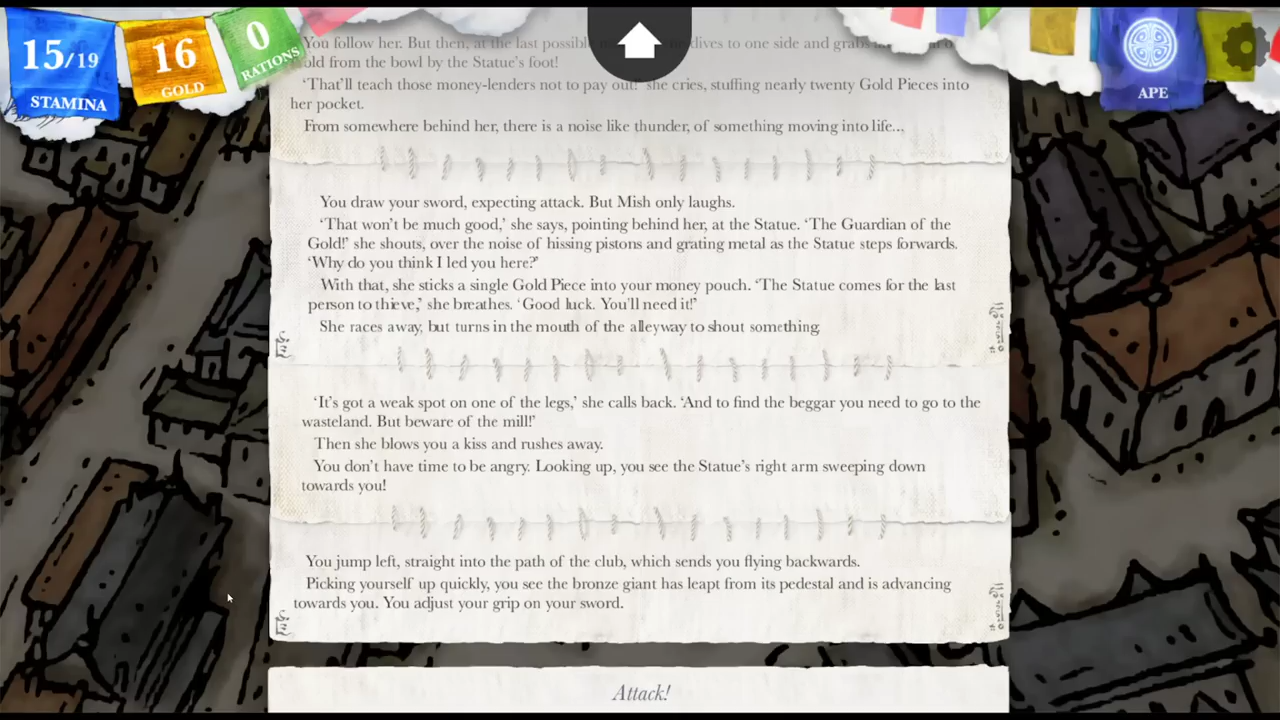 15/19
STAMINA
16
GOLD
0
RATIONS
APE
You follow her. But then, at the last possible dives to one side and grabs
old from the bowl by the Statue's foot!
'That'll teach those money-lenders not to pay out!' she cries, stuffing nearly twenty Gold Pieces into
her pocket.
From somewhere behind her, there is a noise like thunder, of something moving into life...
You draw your sword, expecting attack. But Mish only laughs.
'That won't be much good,' she says, pointing behind her, at the Statue. 'The Guardian of the
Gold!' she shouts, over the noise of hissing pistons and grating metal as the Statue steps forwards.
'Why do you think I led you here?'
With that, she sticks a single Gold Piece into your money pouch. 'The Statue comes for the last
person to thieve,' she breathes. 'Good luck. You'll need it!'
She races away, but turns in the mouth of the alleyway to shout something
'It's got a weak spot on one of the legs,' she calls back. 'And to find the beggar you need to go to the
wasteland. But beware of the mill!'
Then she blows you a kiss and rushes away.
You don't have time to be angry. Looking up, you see the Statue's right arm sweeping down
towards you!
You jump left, straight into the path of the club, which sends you flying backwards.
Picking yourself up quickly, you see the bronze giant has leapt from its pedestal and is advancing
towards you. You adjust your grip on your sword.
Attack!